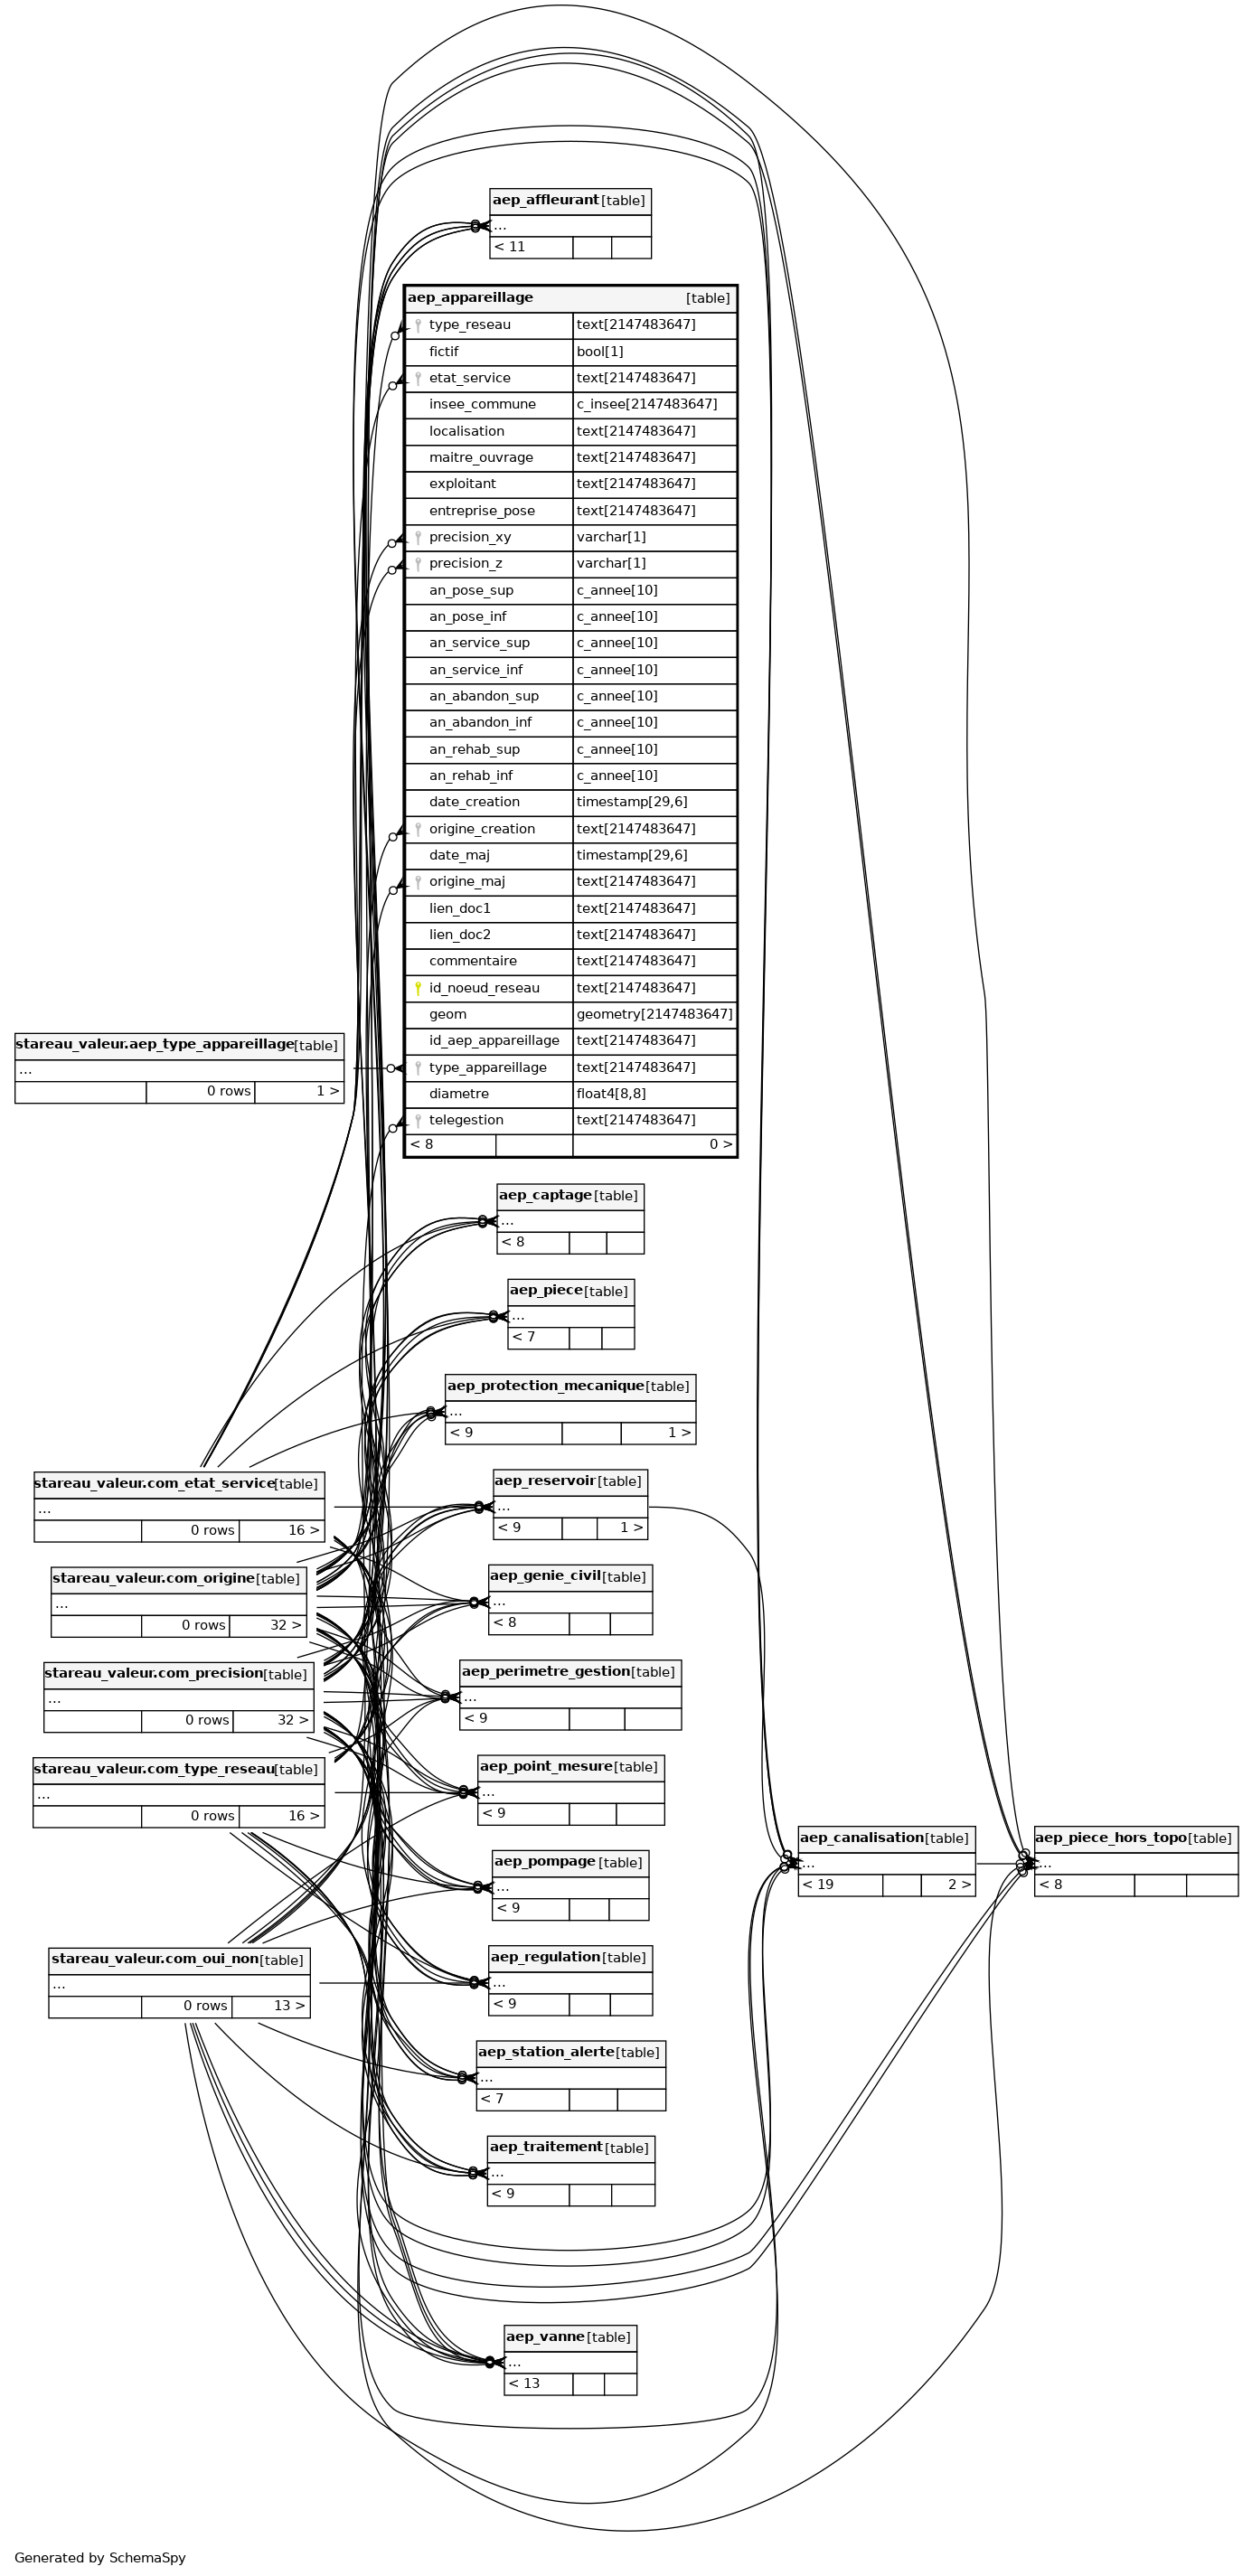 aep_affleurant [table]
...
< 11
aep_appareillage [table]
type_reseau text[2147483647]
fictif bool[1]
etat_service text[2147483647]
insee_commune c_insee[2147483647]
localisation text[2147483647]
maitre_ouvrage text[2147483647]
exploitant text[2147483647]
entreprise_pose text[2147483647]
precision_xy varchar[1]
precision_z varchar[1]
an_pose_sup c_annee[10]
an_pose_inf c_annee[10]
an_service_sup c_annee[10]
an_service_inf c_annee[10]
an_abandon_sup c_annee[10]
an_abandon_inf c_annee[10]
an_rehab_sup c_annee[10]
an_rehab_inf c_annee[10]
date_creation timestamp[29,6]
origine_creation text[2147483647]
date_maj timestamp[29,6]
origine_maj text[2147483647]
lien_doc1 text[2147483647]
lien_doc2 text[2147483647]
commentaire text[2147483647]
id_noeud_reseau text[2147483647]
geom geometry[2147483647]
id_aep_appareillage text[2147483647]
type_appareillage text[2147483647]
diametre float4[8,8]
telegestion text[2147483647]
< 8 0 >
stareau_valeur.aep_type_appareillage [table]
...
0 rows 1 >
aep_captage [table]
...
< 8
aep_piece [table]
...
< 7
aep_protection_mecanique [table]
...
< 9 1 >
stareau_valeur.com_etat_service [table]
...
0 rows 16 >
aep_reservoir [table]
...
< 9 1 >
stareau_valeur.com_origine [table]
...
0 rows 32 >
aep_genie_civil [table]
...
< 8
stareau_valeur.com_precision [table]
...
0 rows 32 >
aep_perimetre_gestion [table]
...
< 9
stareau_valeur.com_type_reseau [table]
...
0 rows 16 >
aep_point_mesure [table]
...
< 9
aep_pompage [table]
...
< 9
aep_canalisation [table]
...
< 19 2 >
aep_piece_hors_topo [table]
...
< 8
stareau_valeur.com_oui_non [table]
...
0 rows 13 >
aep_regulation [table]
...
< 9
aep_station_alerte [table]
...
< 7
aep_traitement [table]
...
< 9
aep_vanne [table]
...
< 13
Generated by SchemaSpy